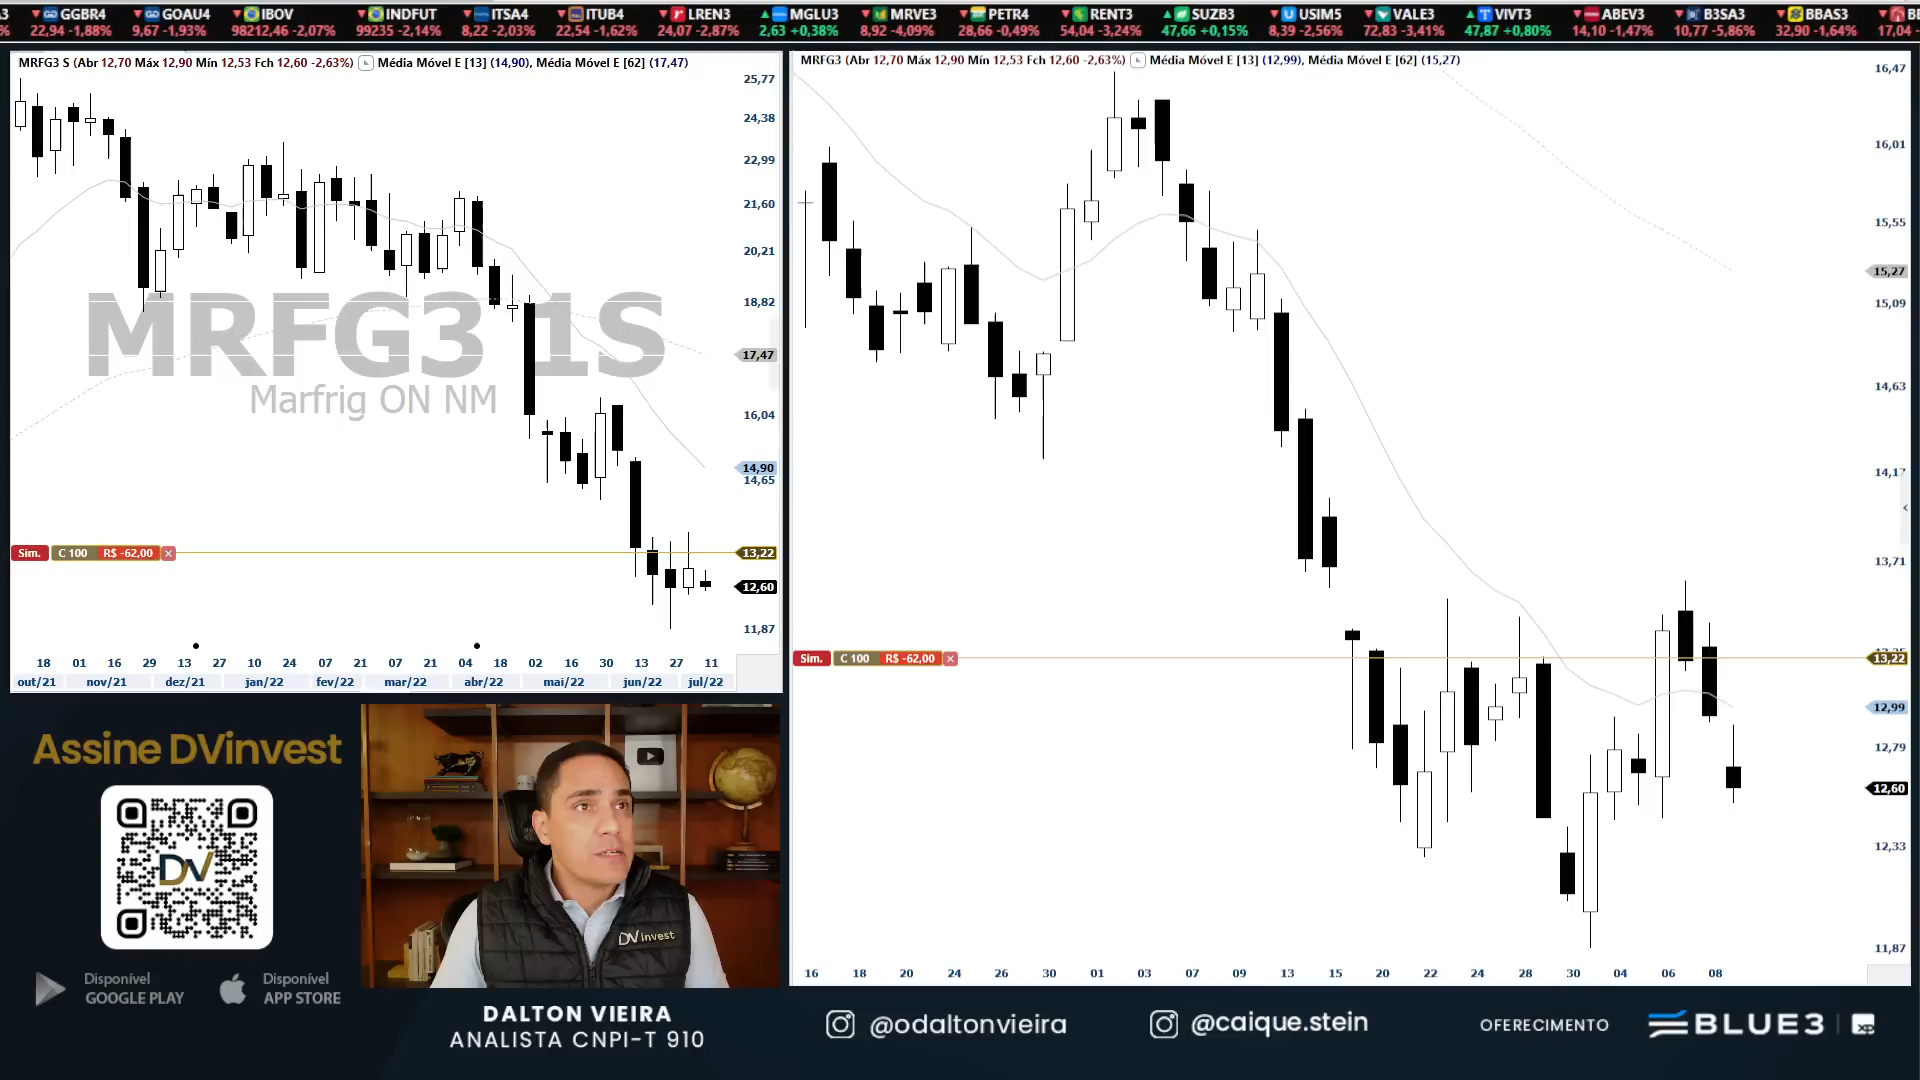 GGBR4 GOAU4 IBOV INDFUT ITSA4 ITUB4 LREN3 MGLU3 MRVE3 PETR4 RENT3 SUZB3 USIM5 VALE3 VIVT3 ABEV3 B3SA3 BBAS3
22,94 -1,88% 9,67 -1,93% 98212,46 -2,07% 99235 -2,14% 8,22 -2,03% 22,54 -1,62% 24,07 -2,87% 2,63 +0,38% 8,92 -4,09% 28,66 -0,49% 54,04 -3,24% 47,66 +0,15% 8,39 -2,56% 72,83 -3,41% 47,87 +0,80% 14,10 -1,47% 10,77 -5,86% 32,90 -1,64% 17,04
MRFG3 S (Abr 12,70 Máx 12,90 Mín 12,53 Fch 12,60 -2,63%) Média Móvel E [13] (14,90), Média Móvel E [62] (17,47)
25,77
24,38
22,99
21,60
20,21
18,82
17,47
16,04
14,90
14,65
13,22
12,60
11,87
MRFG3 1S
Marfrig ON NM
Sim. C 100 R$ -62,00
18 01 16 29 13 27 10 24 07 21 07 21 04 18 02 16 30 13 27 11
out/21 nov/21 dez/21 jan/22 fev/22 mar/22 abr/22 mai/22 jun/22 jul/22
MRFG3 (Abr 12,70 Máx 12,90 Mín 12,53 Fch 12,60 -2,63%) Média Móvel E [13] (12,99), Média Móvel E [62] (15,27)
16,47
16,01
15,55
15,27
15,09
14,63
14,17
13,71
13,22
12,99
12,79
12,60
12,33
11,87
Sim. C 100 R$ -62,00
16 18 20 24 26 30 01 03 07 09 13 15 20 22 24 28 30 04 06 08
Assine DVinvest
DV
Disponível
GOOGLE PLAY
Disponível
APP STORE
DV invest
DALTON VIEIRA
ANALISTA CNPI-T 910
@odaltonvieira
@caique.stein
OFERECIMENTO
BLUE3
xp